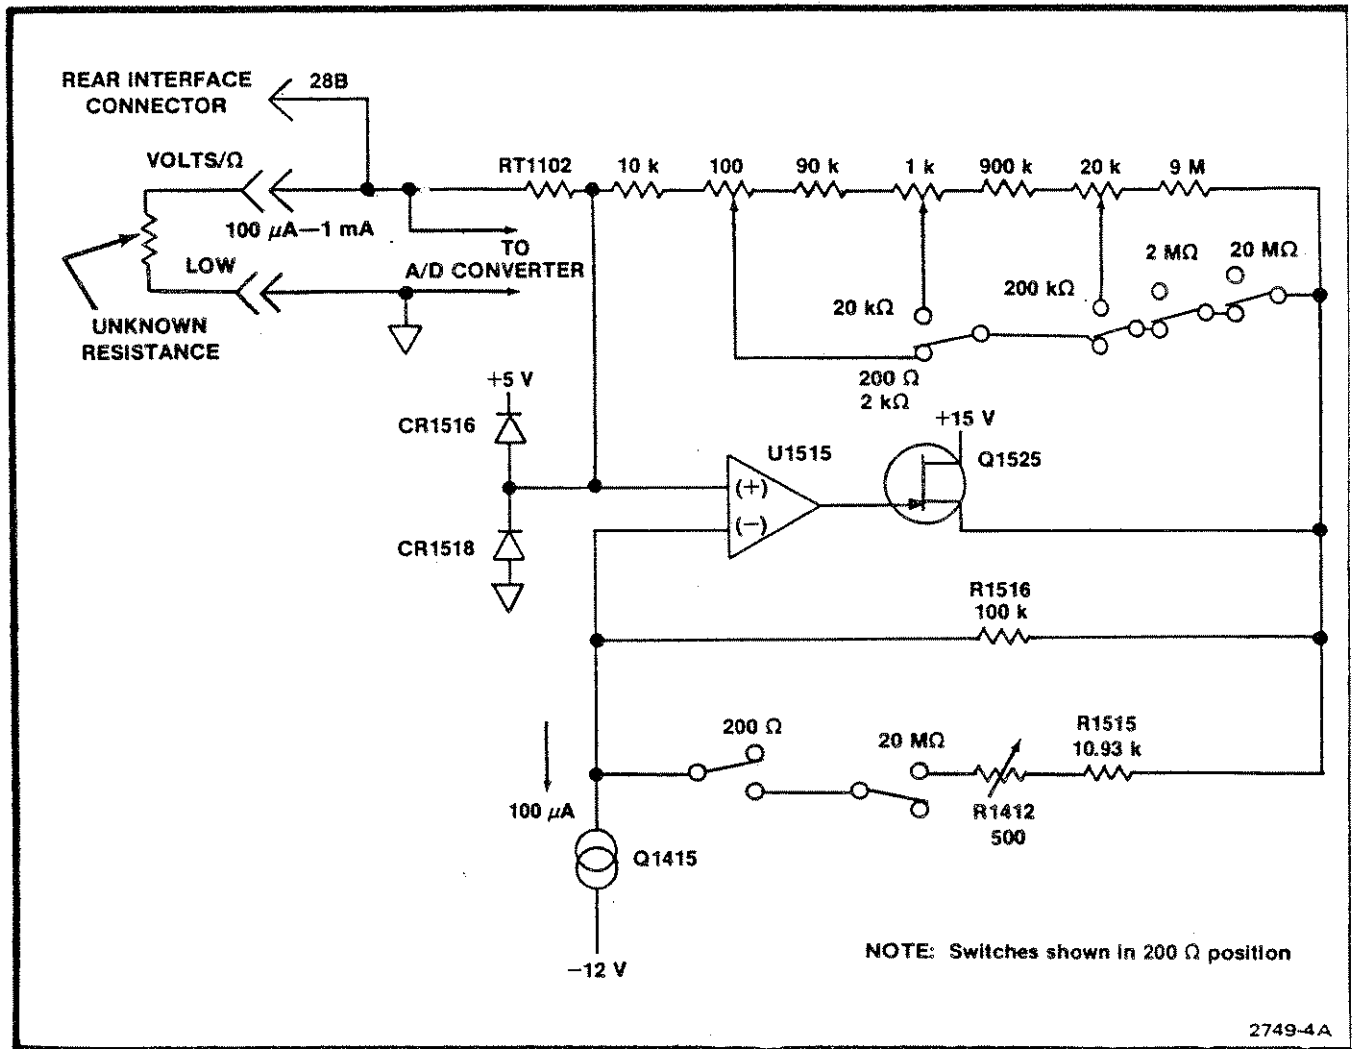 REAR INTERFACE
CONNECTOR
28B
VOLTS/Ω
100 μA—1 mA
LOW
UNKNOWN
RESISTANCE
TO
A/D CONVERTER
RT1102
10 k
100
90 k
1 k
900 k
20 k
9 M
2 MΩ
20 MΩ
200 kΩ
20 kΩ
200 Ω
2 kΩ
+5 V
CR1516
CR1518
U1515
(+)
(−)
+15 V
Q1525
R1516
100 k
200 Ω
20 MΩ
R1515
10.93 k
R1412
500
100 μA
Q1415
−12 V
NOTE: Switches shown in 200 Ω position
2749-4A